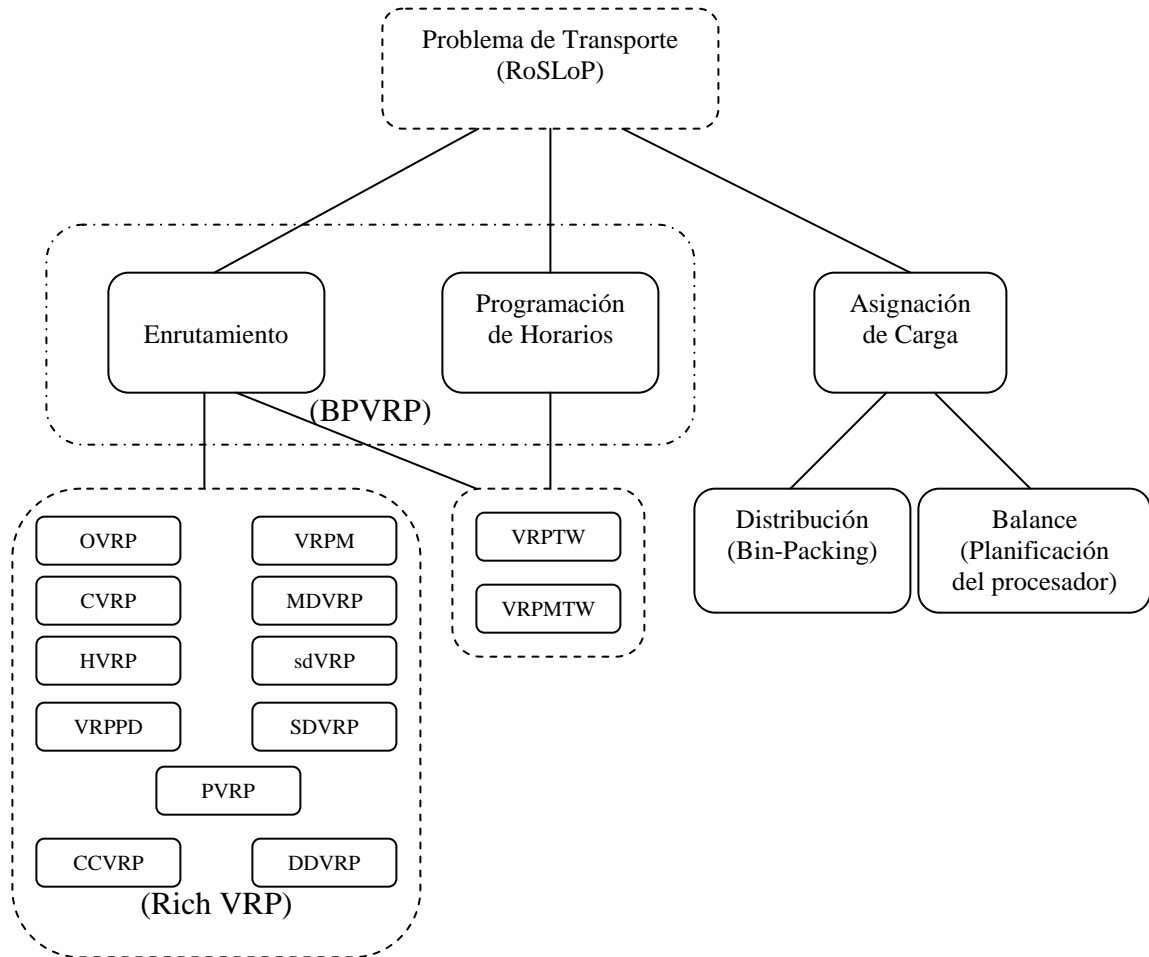 Problema de Transporte
(RoSLoP)
Enrutamiento
Programación
de Horarios
Asignación
de Carga
(BPVRP)
OVRP
VRPM
CVRP
MDVRP
HVRP
sdVRP
VRPPD
SDVRP
PVRP
CCVRP
DDVRP
(Rich VRP)
VRPTW
VRPMTW
Distribución
(Bin-Packing)
Balance
(Planificación
del procesador)